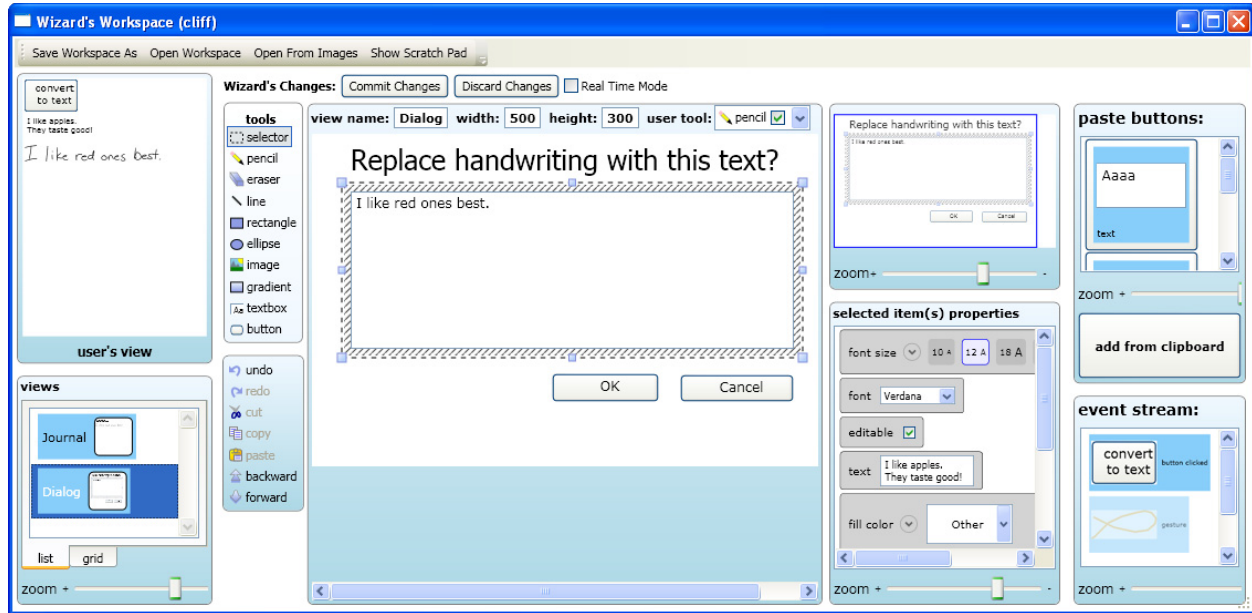 Wizard's Workspace (cliff)
Save Workspace As Open Workspace Open From Images Show Scratch Pad
convert
to text
I like apples.
They taste good!
I like red ones best.
user's view
views
Journal
Dialog
list grid
zoom + 
Wizard's Changes: Commit Changes Discard Changes Real Time Mode
tools
selector
pencil
eraser
line
rectangle
ellipse
image
gradient
Aa textbox
button
undo
redo
cut
copy
paste
backward
forward
view name: Dialog width: 500 height: 300 user tool: pencil
Replace handwriting with this text?
I like red ones best.
OK Cancel
Replace handwriting with this text?
I like red ones best.
OK Cancel
zoom+ -
selected item(s) properties
font size 10 A 12 A 18 A
font Verdana
editable
text I like apples.
They taste good!
fill color Other
zoom + -
paste buttons:
Aaaa
text
zoom +
add from clipboard
event stream:
convert
to text button clicked
gesture
zoom +